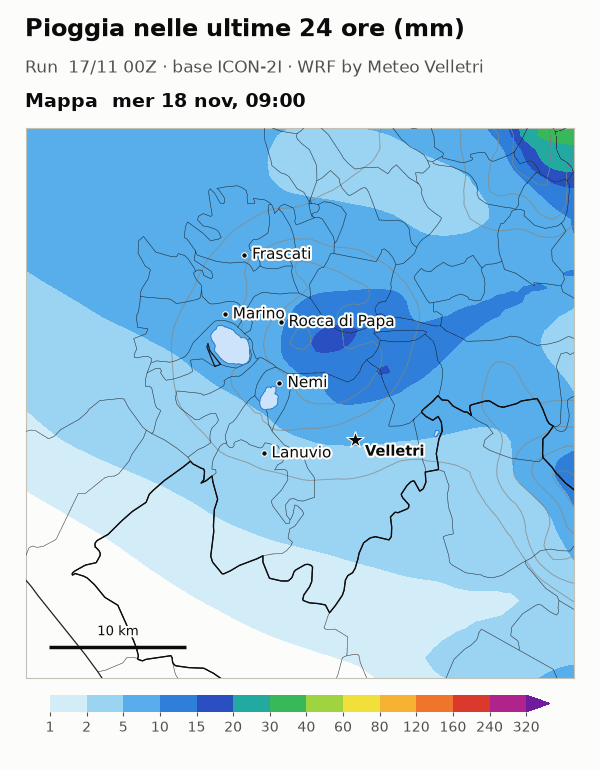 Pioggia nelle ultime 24 ore (mm)
Run  17/11 00Z · base ICON-2I · WRF by Meteo Velletri
Mappa  mer 18 nov, 09:00
Frascati
Marino
Rocca di Papa
Nemi
Velletri
Lanuvio
10 km
1 2 5 10 15 20 30 40 60 80 120 160 240 320